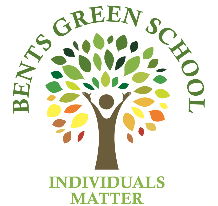 BENTS GREEN SCHOOL
INDIVIDUALS
MATTER